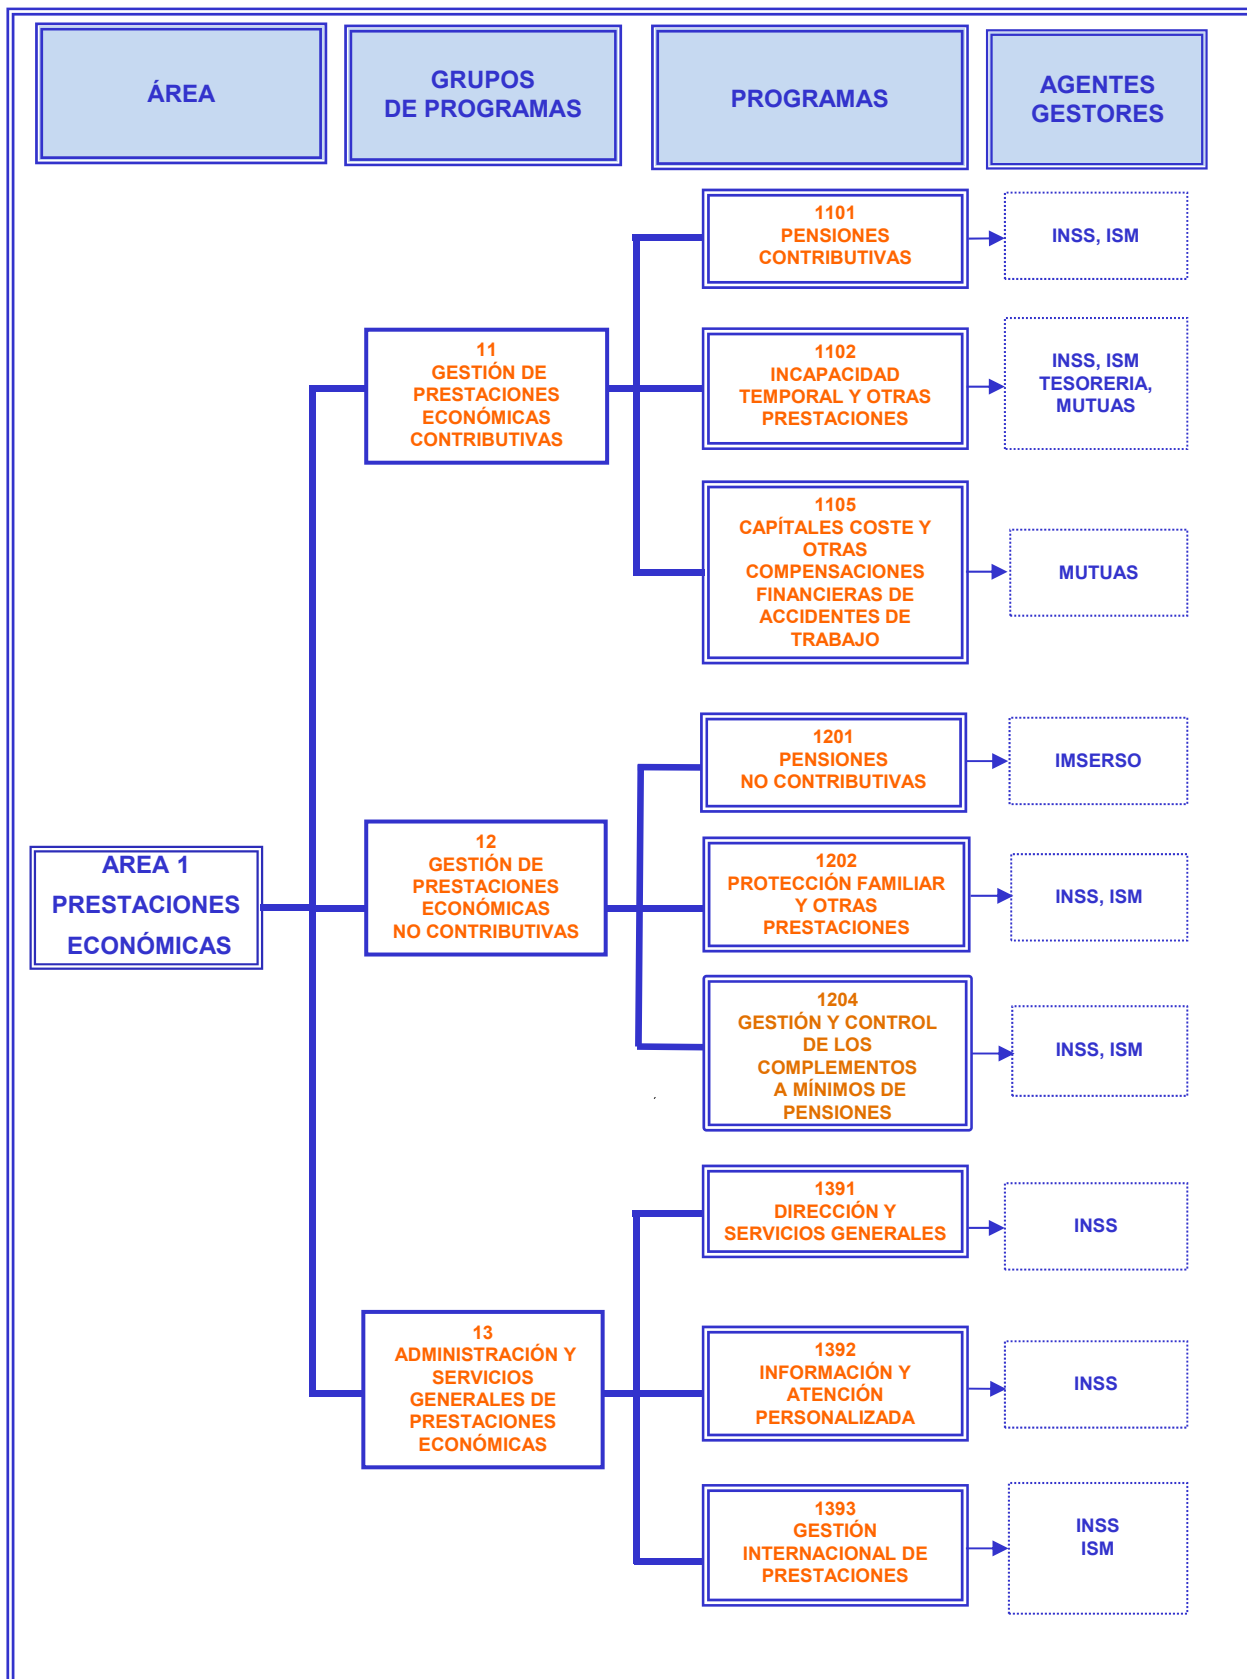 ÁREA
GRUPOS
DE PROGRAMAS
PROGRAMAS
AGENTES
GESTORES
1101
PENSIONES
CONTRIBUTIVAS
INSS, ISM
11
GESTIÓN DE
PRESTACIONES
ECONÓMICAS
CONTRIBUTIVAS
1102
INCAPACIDAD
TEMPORAL Y OTRAS
PRESTACIONES
INSS, ISM
TESORERIA,
MUTUAS
1105
CAPÍTALES COSTE Y
OTRAS
COMPENSACIONES
FINANCIERAS DE
ACCIDENTES DE
TRABAJO
MUTUAS
1201
PENSIONES
NO CONTRIBUTIVAS
IMSERSO
AREA 1
PRESTACIONES
ECONÓMICAS
12
GESTIÓN DE
PRESTACIONES
ECONÓMICAS
NO CONTRIBUTIVAS
1202
PROTECCIÓN FAMILIAR
Y OTRAS
PRESTACIONES
INSS, ISM
1204
GESTIÓN Y CONTROL
DE LOS
COMPLEMENTOS
A MÍNIMOS DE
PENSIONES
INSS, ISM
1391
DIRECCIÓN Y
SERVICIOS GENERALES
INSS
13
ADMINISTRACIÓN Y
SERVICIOS
GENERALES DE
PRESTACIONES
ECONÓMICAS
1392
INFORMACIÓN Y
ATENCIÓN
PERSONALIZADA
INSS
1393
GESTIÓN
INTERNACIONAL DE
PRESTACIONES
INSS
ISM